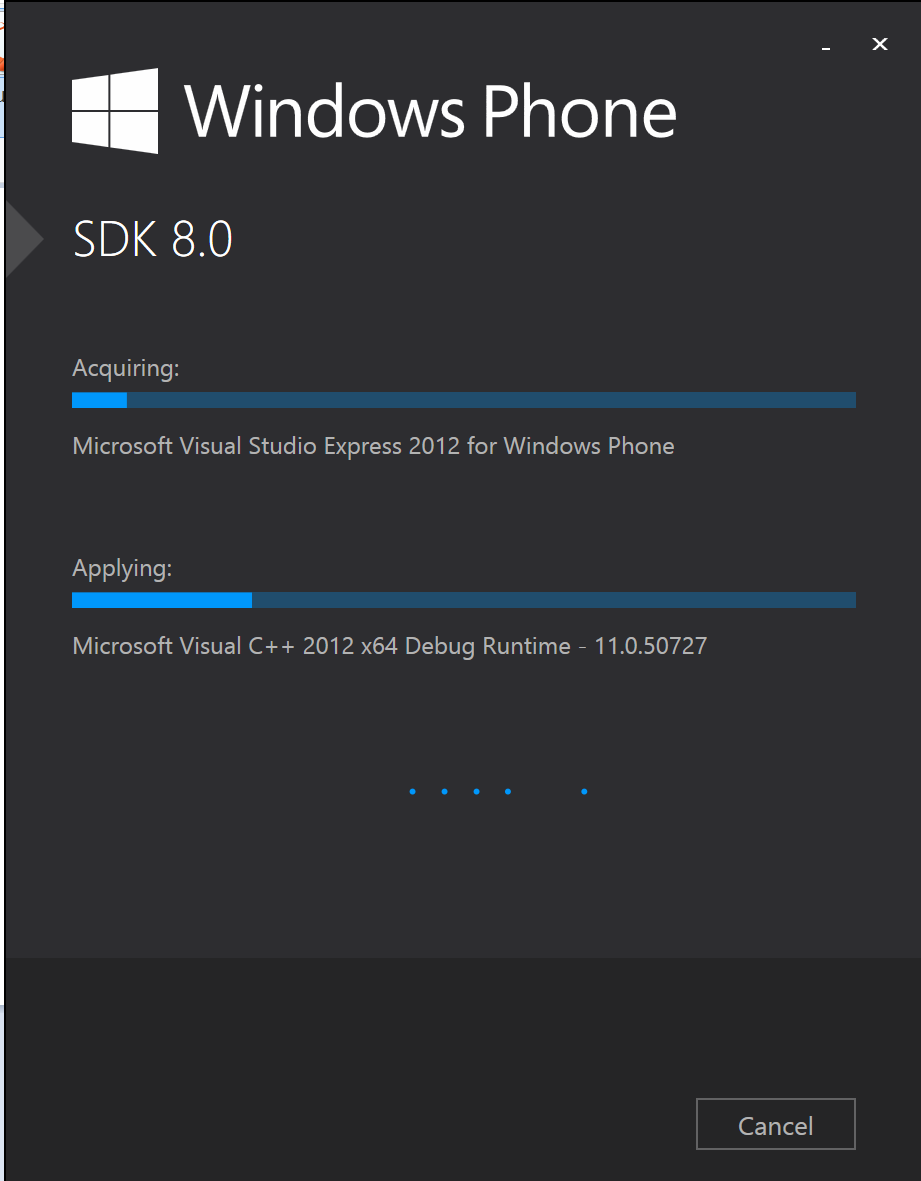 Windows Phone
SDK 8.0
Acquiring:
Microsoft Visual Studio Express 2012 for Windows Phone
Applying:
Microsoft Visual C++ 2012 x64 Debug Runtime - 11.0.50727
Cancel